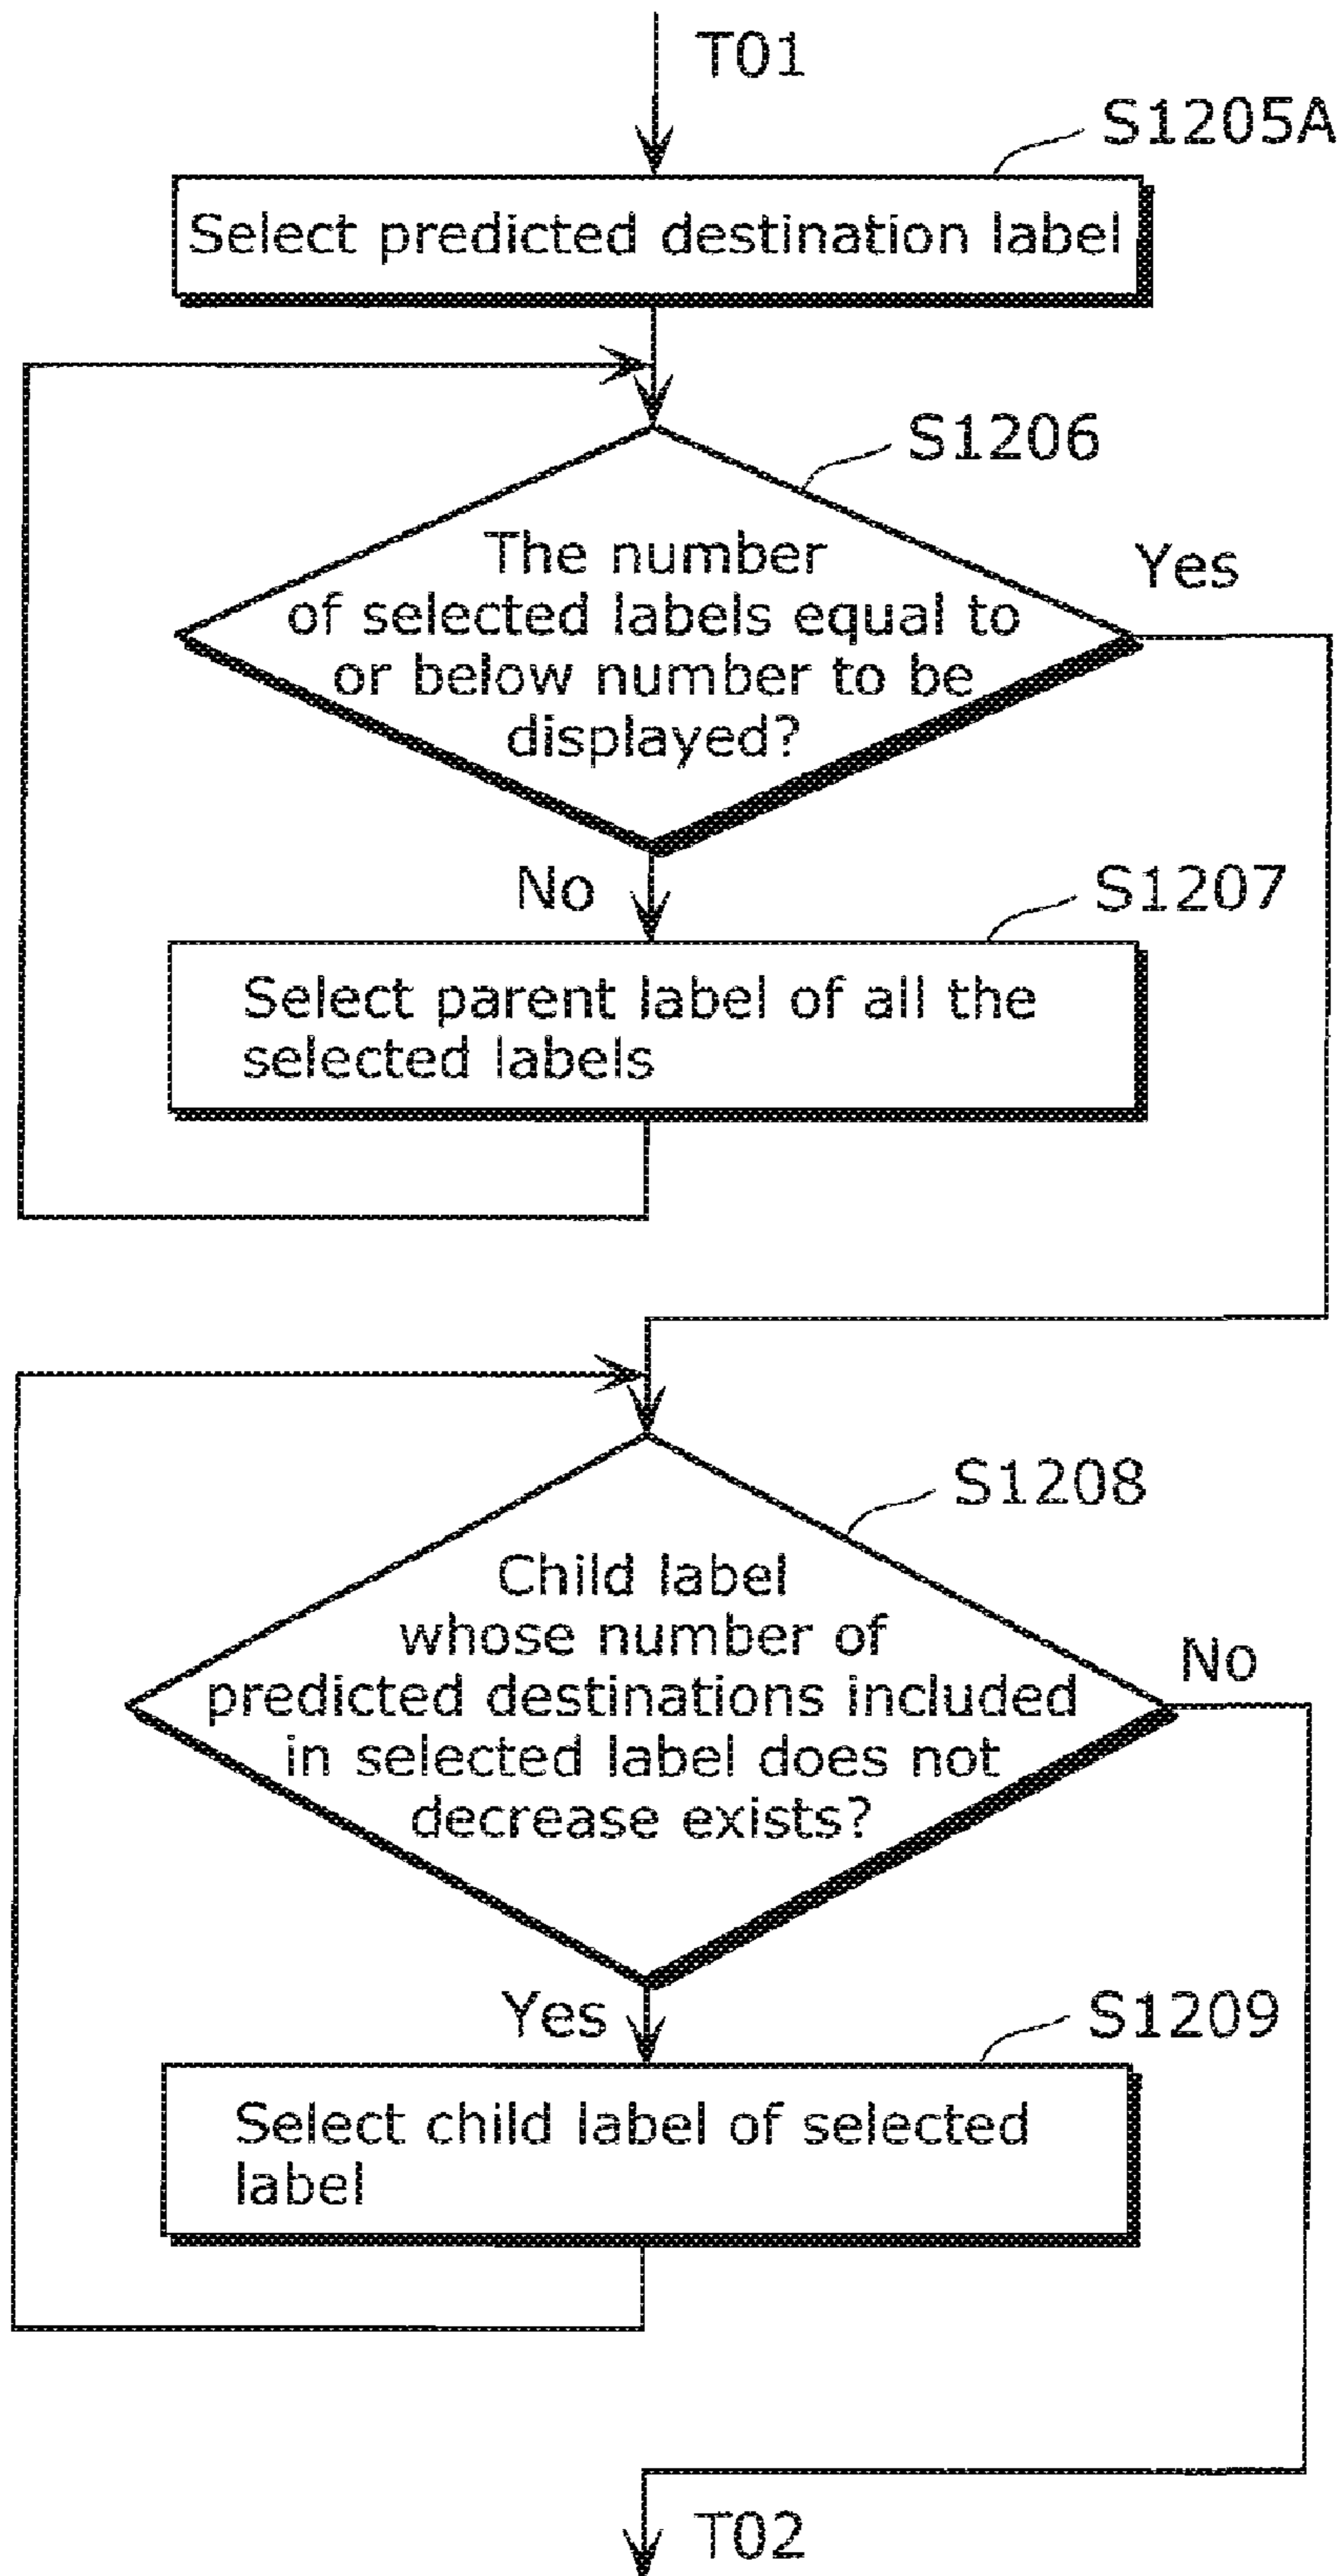 T01
S1205A
Select predicted destination label
S1206
The number
of selected labels equal to
or below number to be
displayed?
Yes
No
S1207
Select parent label of all the
selected labels
S1208
Child label
whose number of
predicted destinations included
in selected label does not
decrease exists?
No
Yes
S1209
Select child label of selected
label
T02